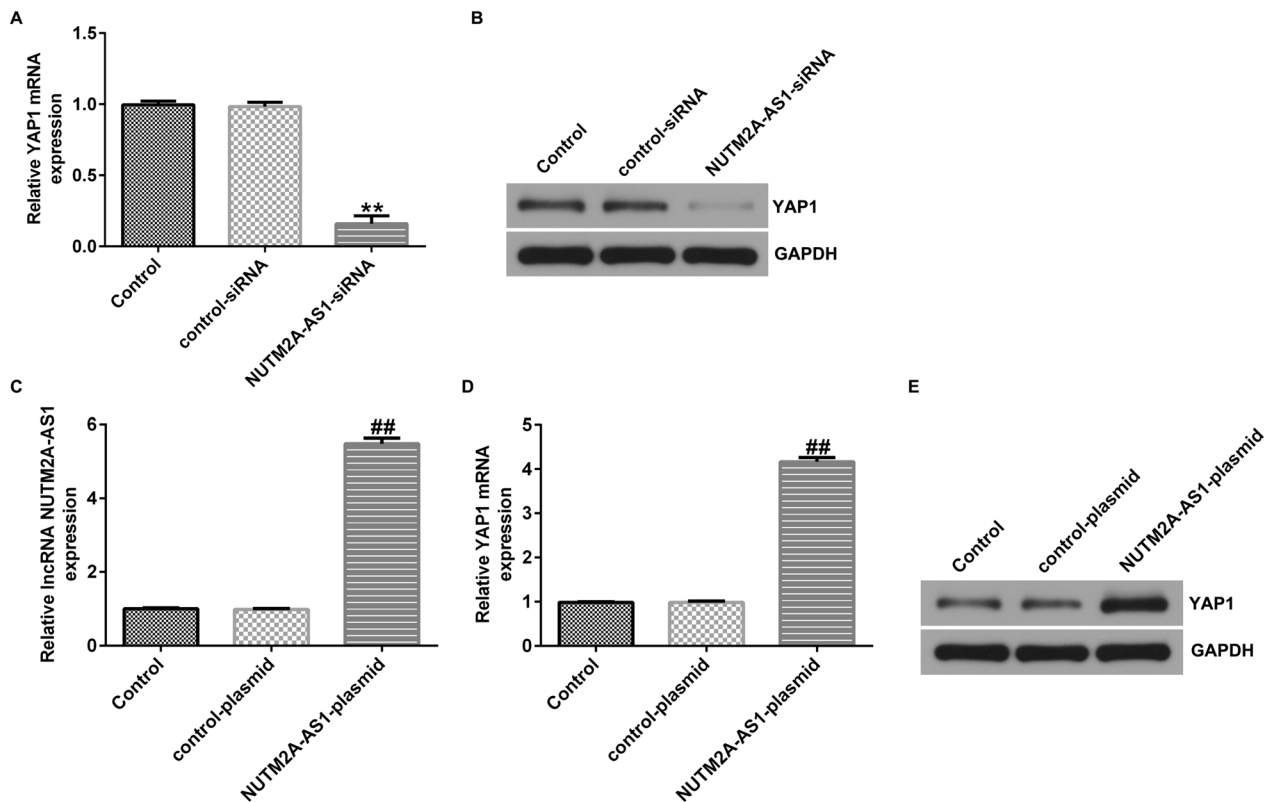 A
Relative YAP1 mRNA
expression
1.5
1.0
0.5
0.0
**
Control
control-siRNA
NUTM2A-AS1-siRNA
B
Control
control-siRNA
NUTM2A-AS1-siRNA
YAP1
GAPDH
C
Relative lncRNA NUTM2A-AS1
expression
6
4
2
0
##
Control
control-plasmid
NUTM2A-AS1-plasmid
D
Relative YAP1 mRNA
expression
5
4
3
2
1
0
##
Control
control-plasmid
NUTM2A-AS1-plasmid
E
Control
control-plasmid
NUTM2A-AS1-plasmid
YAP1
GAPDH